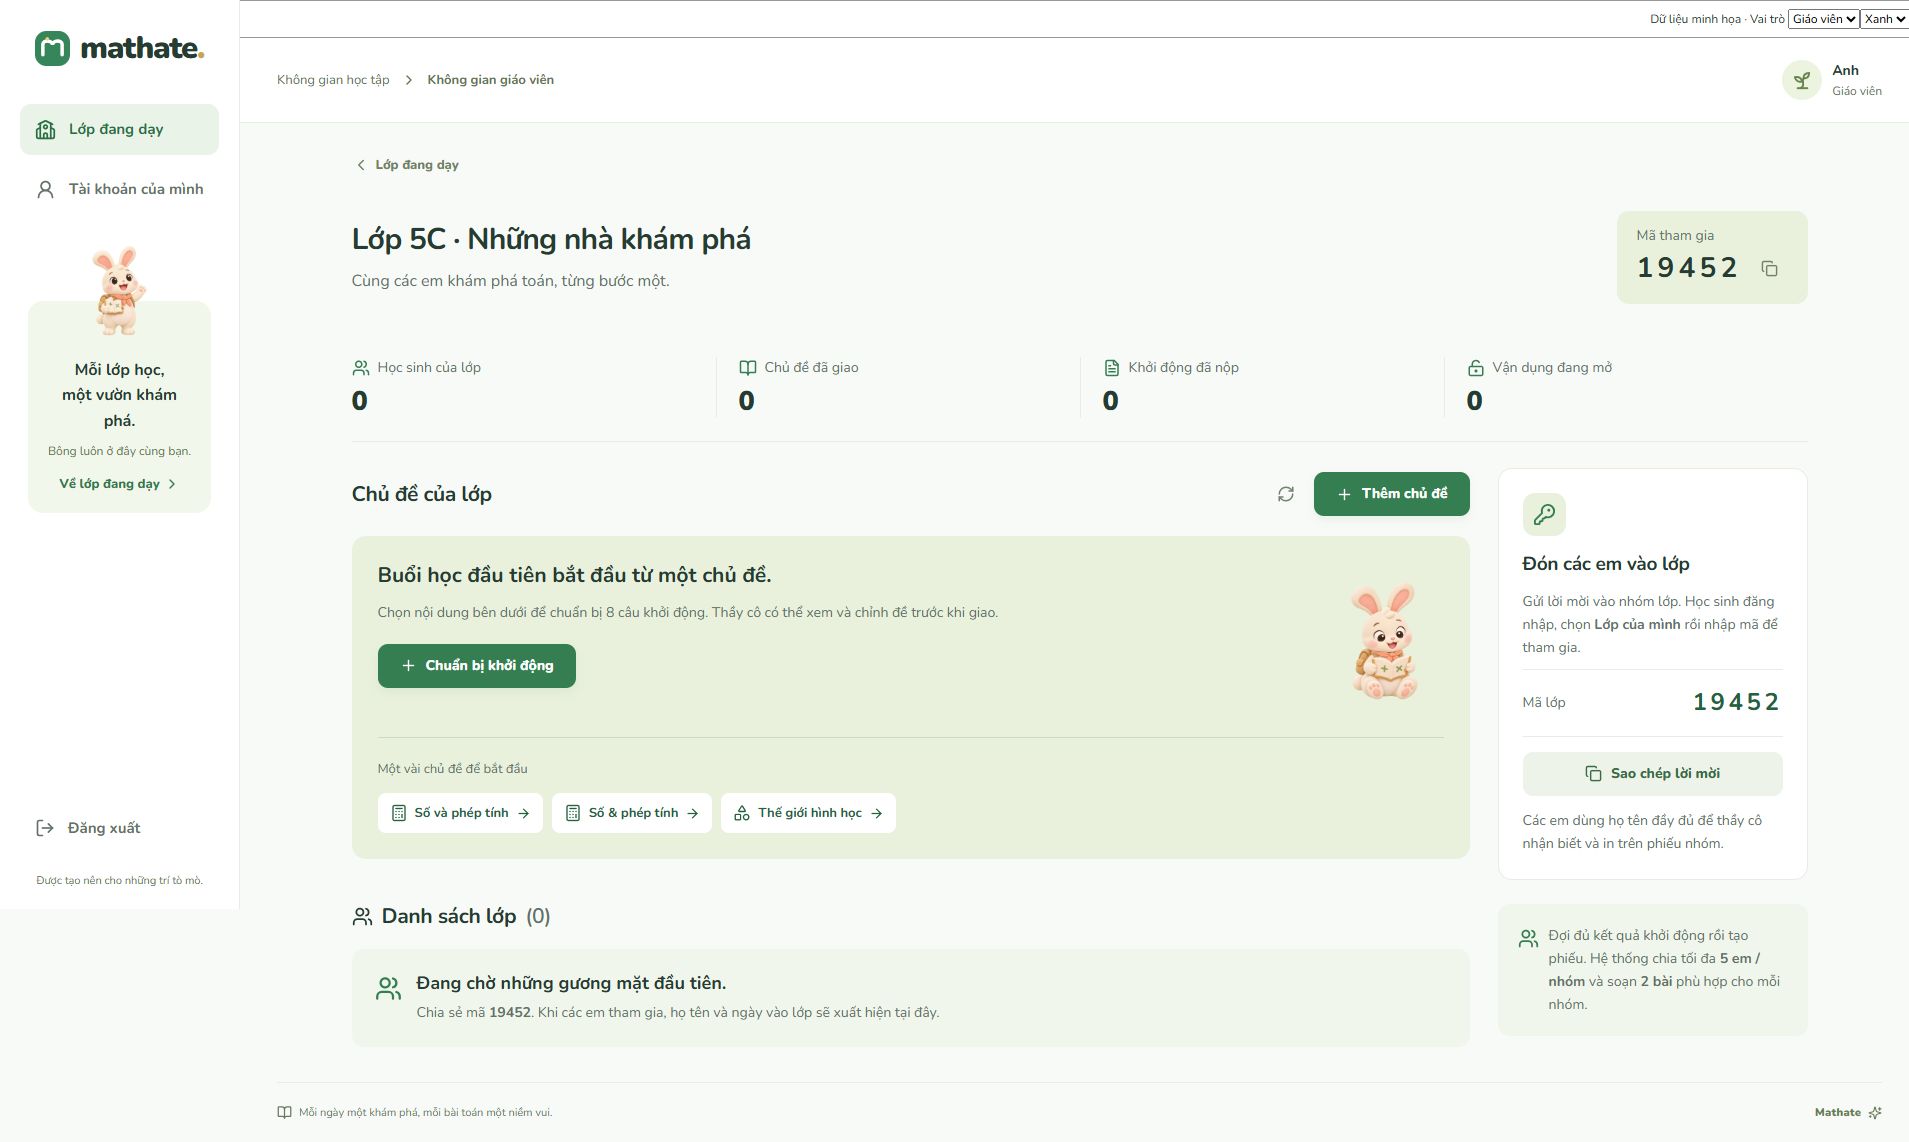 mathate.
Dữ liệu minh họa · Vai trò Giáo viên Xanh
Không gian học tập > Không gian giáo viên
Anh
Giáo viên
Lớp đang dạy
Tài khoản của mình
Mỗi lớp học,
một vườn khám
phá.
Bông luôn ở đây cùng bạn.
Về lớp đang dạy
Đăng xuất
Được tạo nên cho những trí tò mò.
Lớp đang dạy
Lớp 5C · Những nhà khám phá
Cùng các em khám phá toán, từng bước một.
Mã tham gia
19452
Học sinh của lớp
0
Chủ đề đã giao
0
Khởi động đã nộp
0
Vận dụng đang mở
0
Chủ đề của lớp
+ Thêm chủ đề
Buổi học đầu tiên bắt đầu từ một chủ đề.
Chọn nội dung bên dưới để chuẩn bị 8 câu khởi động. Thầy cô có thể xem và chỉnh đề trước khi giao.
+ Chuẩn bị khởi động
Một vài chủ đề để bắt đầu
Số và phép tính →
Số & phép tính →
Thế giới hình học →
Danh sách lớp (0)
Đang chờ những gương mặt đầu tiên.
Chia sẻ mã 19452. Khi các em tham gia, họ tên và ngày vào lớp sẽ xuất hiện tại đây.
Đón các em vào lớp
Gửi lời mời vào nhóm lớp. Học sinh đăng
nhập, chọn Lớp của mình rồi nhập mã để
tham gia.
Mã lớp
19452
Sao chép lời mời
Các em dùng họ tên đầy đủ để thầy cô
nhận biết và in trên phiếu nhóm.
Đợi đủ kết quả khởi động rồi tạo
phiếu. Hệ thống chia tối đa 5 em /
nhóm và soạn 2 bài phù hợp cho mỗi
nhóm.
Mỗi ngày một khám phá, mỗi bài toán một niềm vui.
Mathate